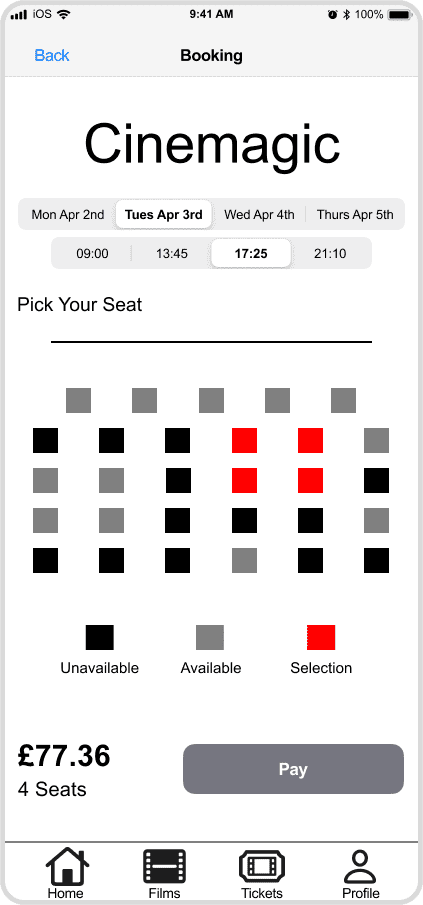 iOS 9:41 AM 100%
Back Booking
Cinemagic
Mon Apr 2nd Tues Apr 3rd Wed Apr 4th Thurs Apr 5th
09:00 13:45 17:25 21:10
Pick Your Seat
Unavailable Available Selection
£77.36
4 Seats
Pay
Home Films Tickets Profile